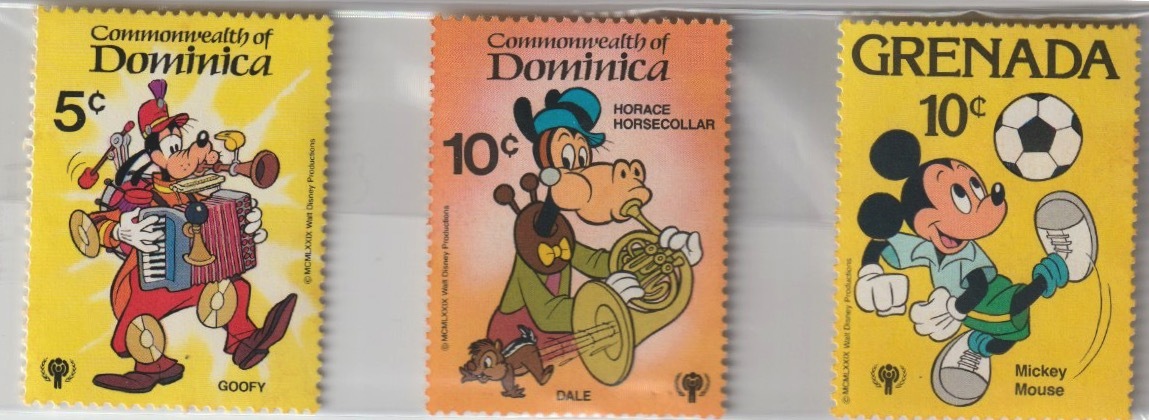 Commonwealth of
Dominica
5¢
© MCMLXXIX Walt Disney Productions
GOOFY
Commonwealth of
Dominica
HORACE
HORSECOLLAR
10¢
© MCMLXXIX Walt Disney Productions
DALE
GRENADA
10¢
© MCMLXXIX Walt Disney Productions
Mickey
Mouse